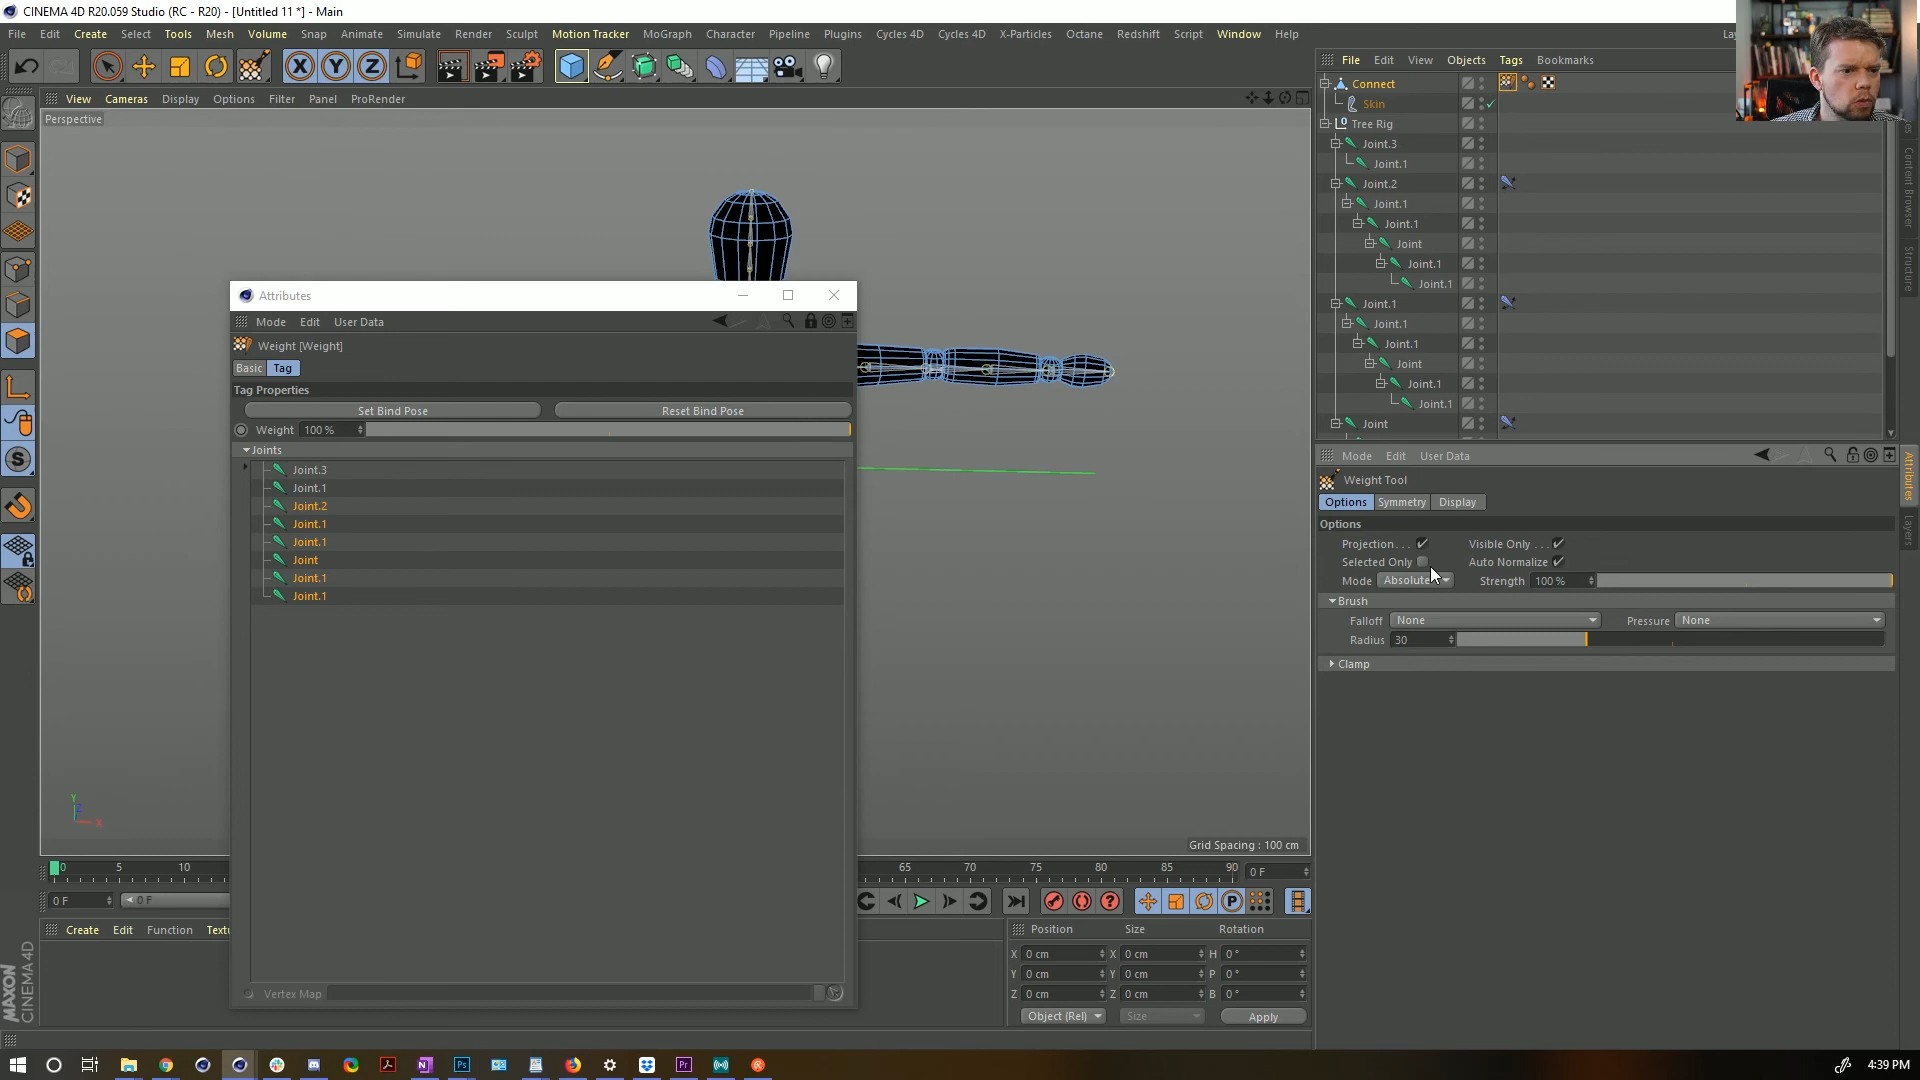 CINEMA 4D R20.059 Studio (RC - R20) - [Untitled 11 *] - Main
File Edit Create Select Tools Mesh Volume Snap Animate Simulate Render Sculpt Motion Tracker MoGraph Character Pipeline Plugins Cycles 4D Cycles 4D X-Particles Octane Redshift Script Window Help
View Cameras Display Options Filter Panel ProRender
Perspective
File Edit View Objects Tags Bookmarks
Connect
Skin
Tree Rig
Joint.3
Joint.1
Joint.2
Joint.1
Joint.1
Joint
Joint.1
Joint.1
Joint.1
Joint.1
Joint.1
Joint
Joint.1
Joint.1
Joint
Content Browser
Structure
Attributes
Mode Edit User Data
Weight [Weight]
Basic Tag
Tag Properties
Set Bind Pose Reset Bind Pose
Weight 100 %
Joints
Joint.3
Joint.1
Joint.2
Joint.1
Joint.1
Joint
Joint.1
Joint.1
Vertex Map
Mode Edit User Data
Weight Tool
Options Symmetry Display
Options
Projection . . . Visible Only . . .
Selected Only Auto Normalize
Mode Absolute Strength 100 %
Brush
Falloff None Pressure None
Radius 30
Clamp
Attributes
Layers
Y
Z
X
Grid Spacing : 100 cm
0 5 10 65 70 75 80 85 90 0 F
0 F 0 F
P
Create Edit Function
Position Size Rotation
X 0 cm X 0 cm H 0 °
Y 0 cm Y 0 cm P 0 °
Z 0 cm Z 0 cm B 0 °
Object (Rel) Size Apply
MAXON
CINEMA 4D
4:39 PM